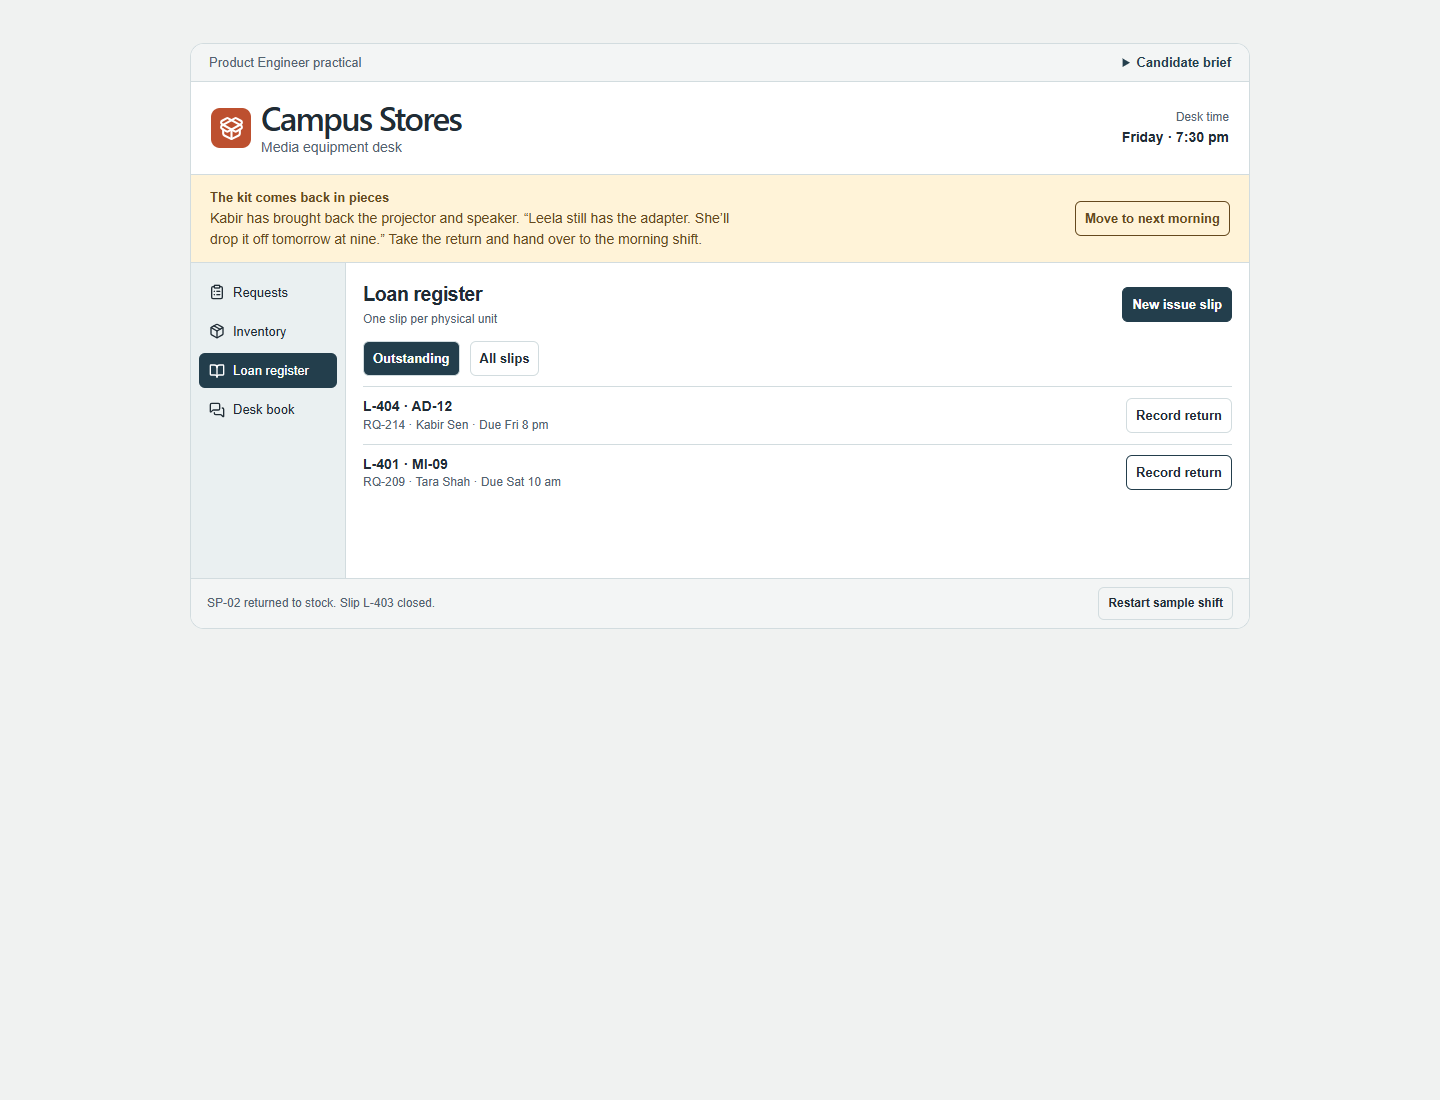 Product Engineer practical
Candidate brief
Campus Stores
Media equipment desk
Desk time
Friday · 7:30 pm
The kit comes back in pieces
Kabir has brought back the projector and speaker. “Leela still has the adapter. She’ll
drop it off tomorrow at nine.” Take the return and hand over to the morning shift.
Move to next morning
Requests
Inventory
Loan register
Desk book
Loan register
One slip per physical unit
New issue slip
Outstanding
All slips
L-404 · AD-12
RQ-214 · Kabir Sen · Due Fri 8 pm
Record return
L-401 · MI-09
RQ-209 · Tara Shah · Due Sat 10 am
Record return
SP-02 returned to stock. Slip L-403 closed.
Restart sample shift